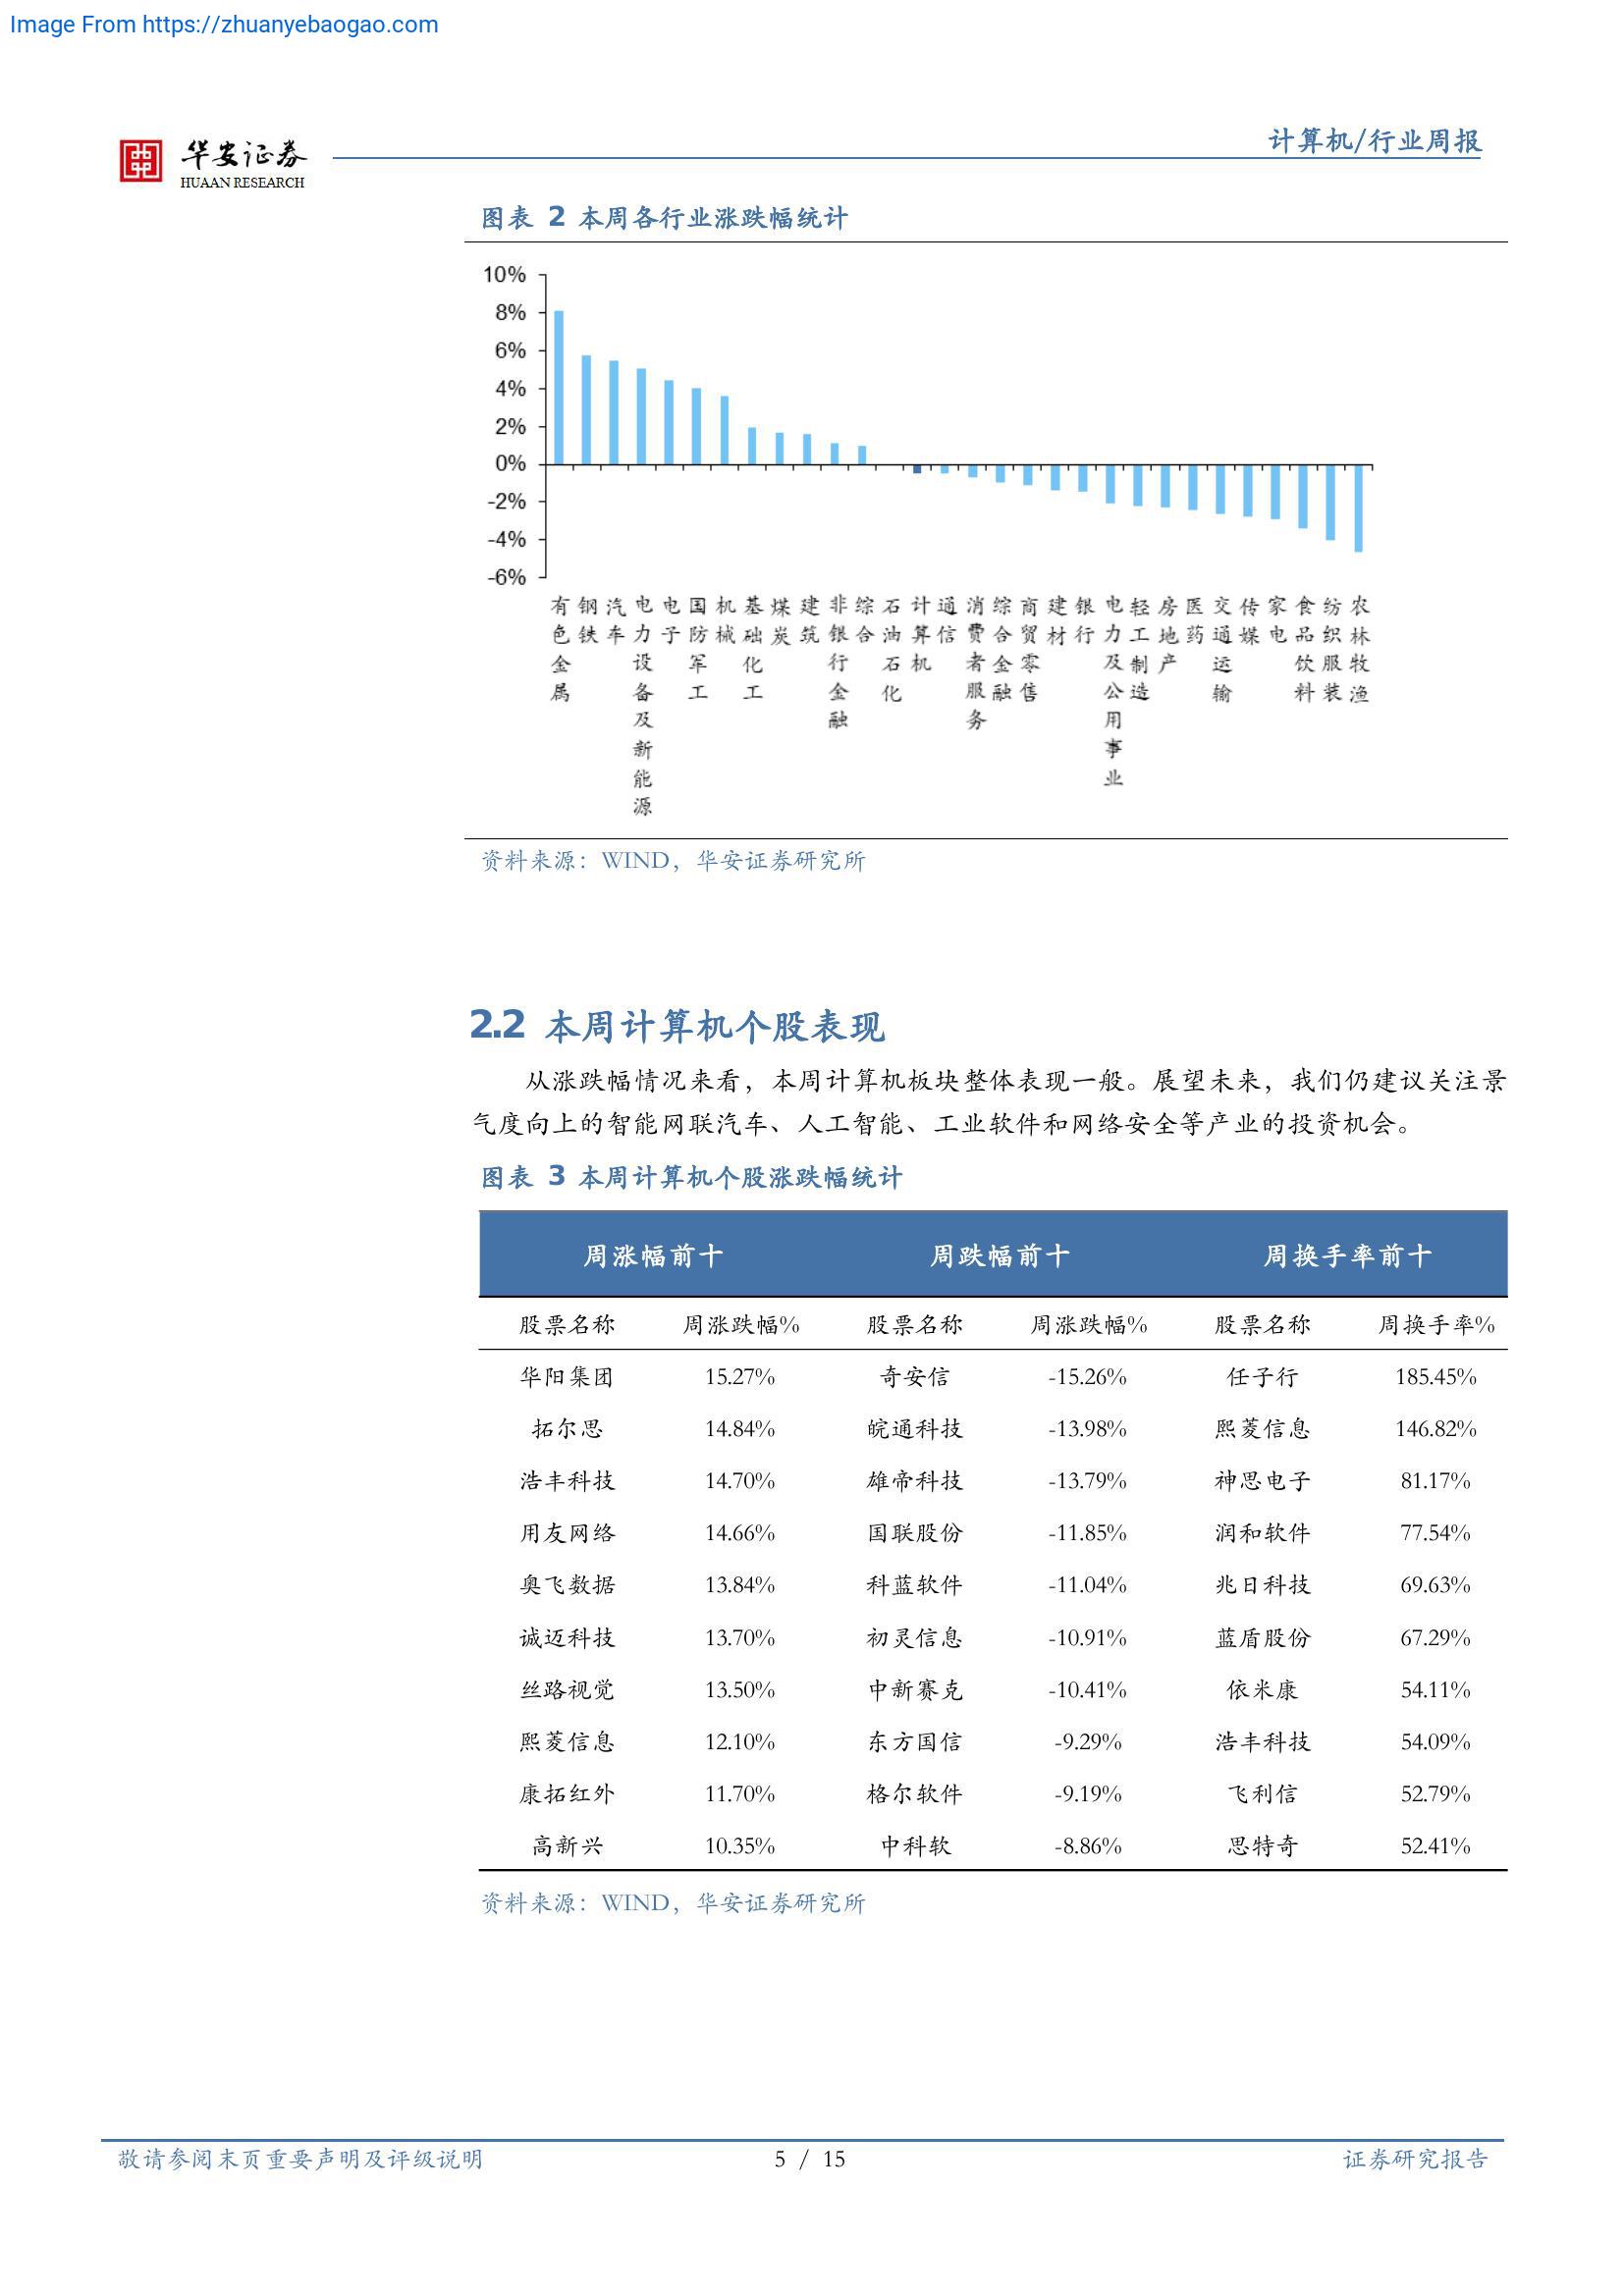 Image From https://zhuanyebaogao.com
华安证券
HUAAN RESEARCH
计算机/行业周报
图表 2 本周各行业涨跌幅统计
10%
8%
6%
4%
2%
0%
-2%
-4%
-6%
有色金属
钢铁
汽车
电力设备及新能源
电子
国防军工
机械
基础化工
煤炭
建筑
非银行金融
综合
石油石化
计算机
通信
消费者服务
综合金融
商贸零售
建材
银行
电力及公用事业
轻工制造
房地产
医药
交通运输
传媒
家电
食品饮料
纺织服装
农林牧渔
资料来源：WIND，华安证券研究所
2.2 本周计算机个股表现
从涨跌幅情况来看，本周计算机板块整体表现一般。展望未来，我们仍建议关注景
气度向上的智能网联汽车、人工智能、工业软件和网络安全等产业的投资机会。
图表 3 本周计算机个股涨跌幅统计
周涨幅前十 周跌幅前十 周换手率前十
股票名称 周涨跌幅% 股票名称 周涨跌幅% 股票名称 周换手率%
华阳集团 15.27% 奇安信 -15.26% 任子行 185.45%
拓尔思 14.84% 皖通科技 -13.98% 熙菱信息 146.82%
浩丰科技 14.70% 雄帝科技 -13.79% 神思电子 81.17%
用友网络 14.66% 国联股份 -11.85% 润和软件 77.54%
奥飞数据 13.84% 科蓝软件 -11.04% 兆日科技 69.63%
诚迈科技 13.70% 初灵信息 -10.91% 蓝盾股份 67.29%
丝路视觉 13.50% 中新赛克 -10.41% 依米康 54.11%
熙菱信息 12.10% 东方国信 -9.29% 浩丰科技 54.09%
康拓红外 11.70% 格尔软件 -9.19% 飞利信 52.79%
高新兴 10.35% 中科软 -8.86% 思特奇 52.41%
资料来源：WIND，华安证券研究所
敬请参阅末页重要声明及评级说明 5 / 15 证券研究报告